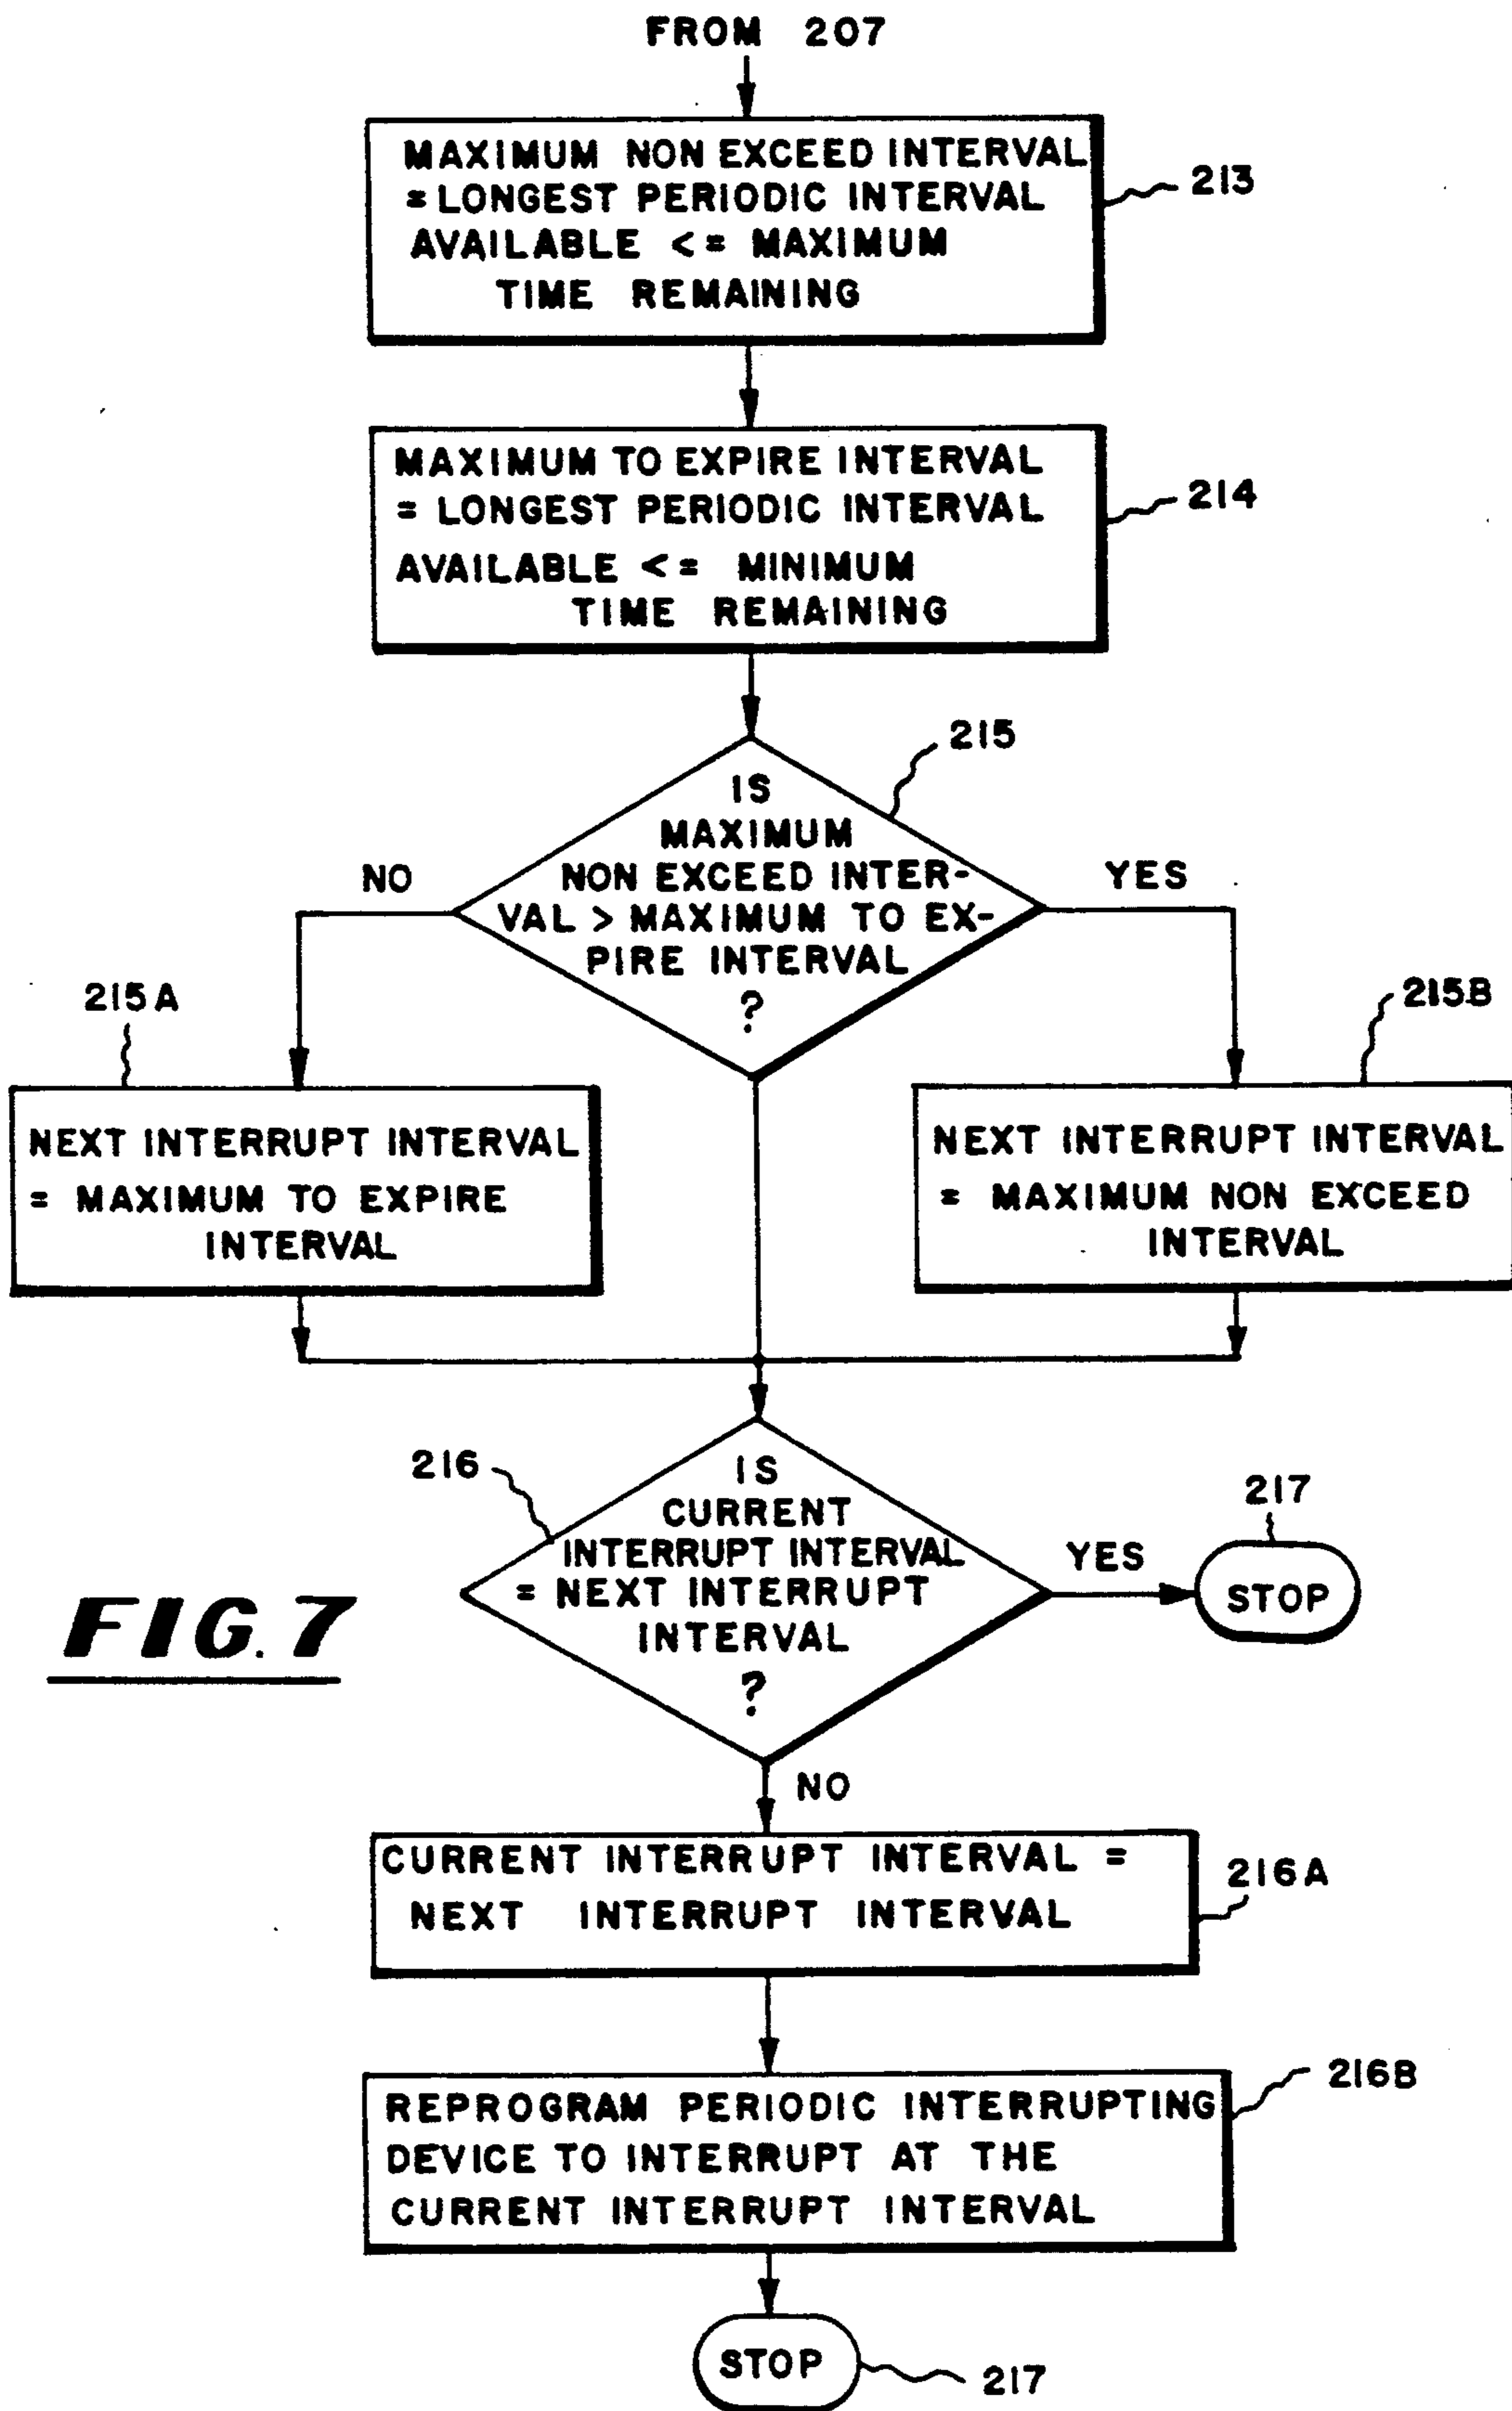 FROM 207
MAXIMUM NON EXCEED INTERVAL
= LONGEST PERIODIC INTERVAL
AVAILABLE <= MAXIMUM
TIME REMAINING
213
MAXIMUM TO EXPIRE INTERVAL
= LONGEST PERIODIC INTERVAL
AVAILABLE <= MINIMUM
TIME REMAINING
214
215
IS
MAXIMUM
NON EXCEED INTER-
VAL > MAXIMUM TO EX-
PIRE INTERVAL
?
NO
YES
215A
215B
NEXT INTERRUPT INTERVAL
= MAXIMUM TO EXPIRE
INTERVAL
NEXT INTERRUPT INTERVAL
= MAXIMUM NON EXCEED
INTERVAL
216
IS
CURRENT
INTERRUPT INTERVAL
= NEXT INTERRUPT
INTERVAL
?
YES
217
STOP
FIG. 7
NO
CURRENT INTERRUPT INTERVAL =
NEXT INTERRUPT INTERVAL
216A
REPROGRAM PERIODIC INTERRUPTING
DEVICE TO INTERRUPT AT THE
CURRENT INTERRUPT INTERVAL
216B
STOP
217